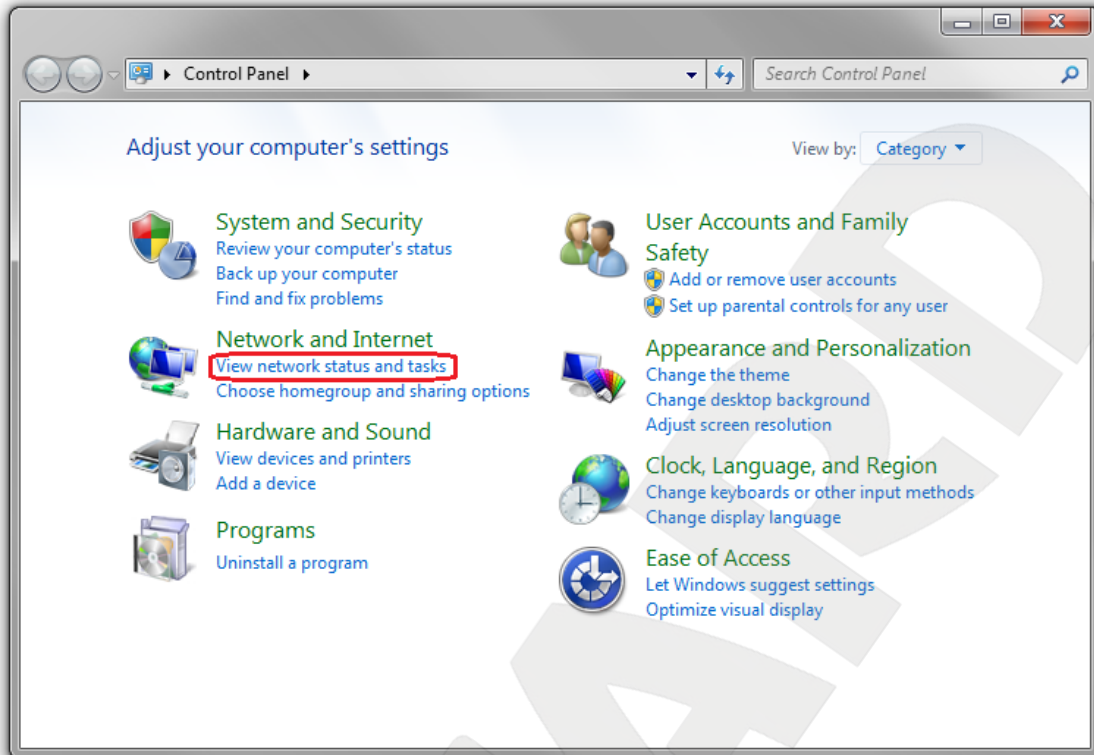 Control Panel
Search Control Panel
Adjust your computer's settings
View by: Category
System and Security
Review your computer's status
Back up your computer
Find and fix problems
Network and Internet
View network status and tasks
Choose homegroup and sharing options
Hardware and Sound
View devices and printers
Add a device
Programs
Uninstall a program
User Accounts and Family
Safety
Add or remove user accounts
Set up parental controls for any user
Appearance and Personalization
Change the theme
Change desktop background
Adjust screen resolution
Clock, Language, and Region
Change keyboards or other input methods
Change display language
Ease of Access
Let Windows suggest settings
Optimize visual display